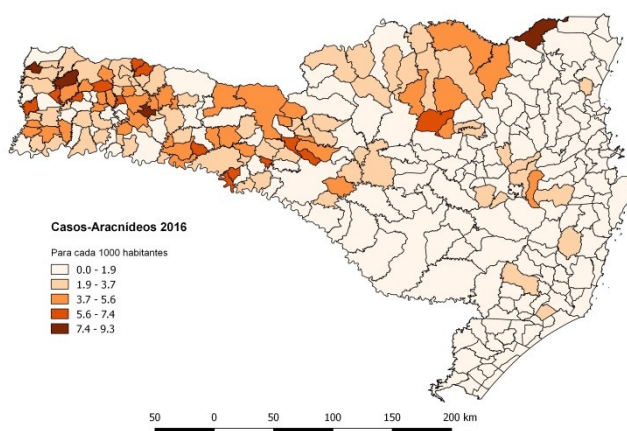 Casos-Aracnídeos 2016
Para cada 1000 habitantes
0.0 - 1.9
1.9 - 3.7
3.7 - 5.6
5.6 - 7.4
7.4 - 9.3
50 0 50 100 150 200 km